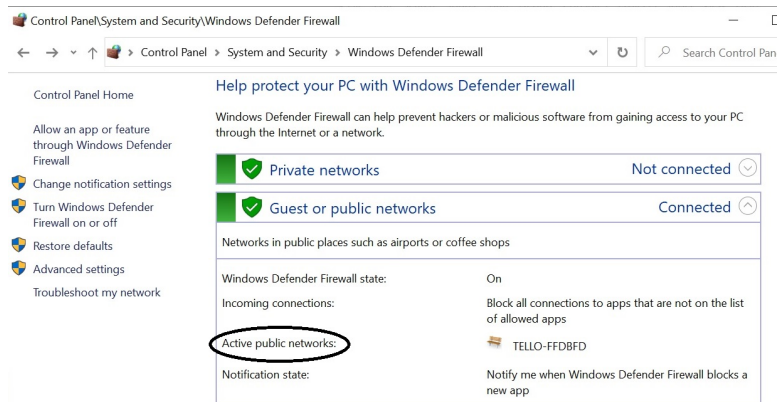 Control Panel\System and Security\Windows Defender Firewall
Control Panel > System and Security > Windows Defender Firewall
Search Control Pan
Control Panel Home
Allow an app or feature
through Windows Defender
Firewall
Change notification settings
Turn Windows Defender
Firewall on or off
Restore defaults
Advanced settings
Troubleshoot my network
Help protect your PC with Windows Defender Firewall
Windows Defender Firewall can help prevent hackers or malicious software from gaining access to your PC
through the Internet or a network.
Private networks Not connected
Guest or public networks Connected
Networks in public places such as airports or coffee shops
Windows Defender Firewall state: On
Incoming connections: Block all connections to apps that are not on the list
of allowed apps
Active public networks: TELLO-FFDBFD
Notification state: Notify me when Windows Defender Firewall blocks a
new app